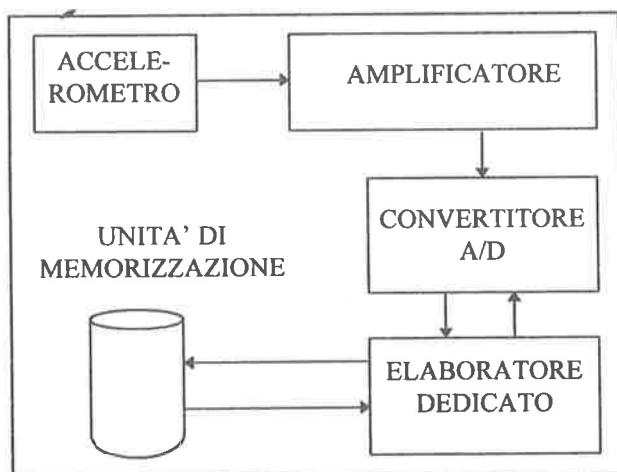 ACCELE-
ROMETRO
AMPLIFICATORE
CONVERTITORE
A/D
UNITA' DI
MEMORIZZAZIONE
ELABORATORE
DEDICATO